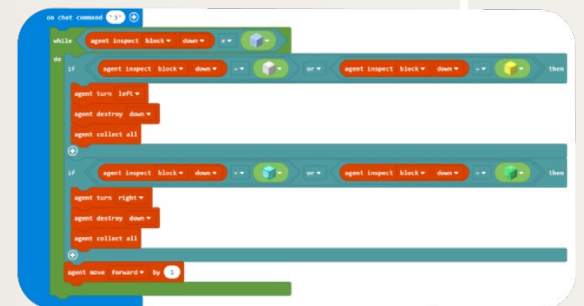 on chat command "3"
while agent inspect block down
do
if agent inspect block down = or agent inspect block down = then
agent turn left
agent destroy down
agent collect all
if agent inspect block down = or agent inspect block down = then
agent turn right
agent destroy down
agent collect all
agent move forward by 1